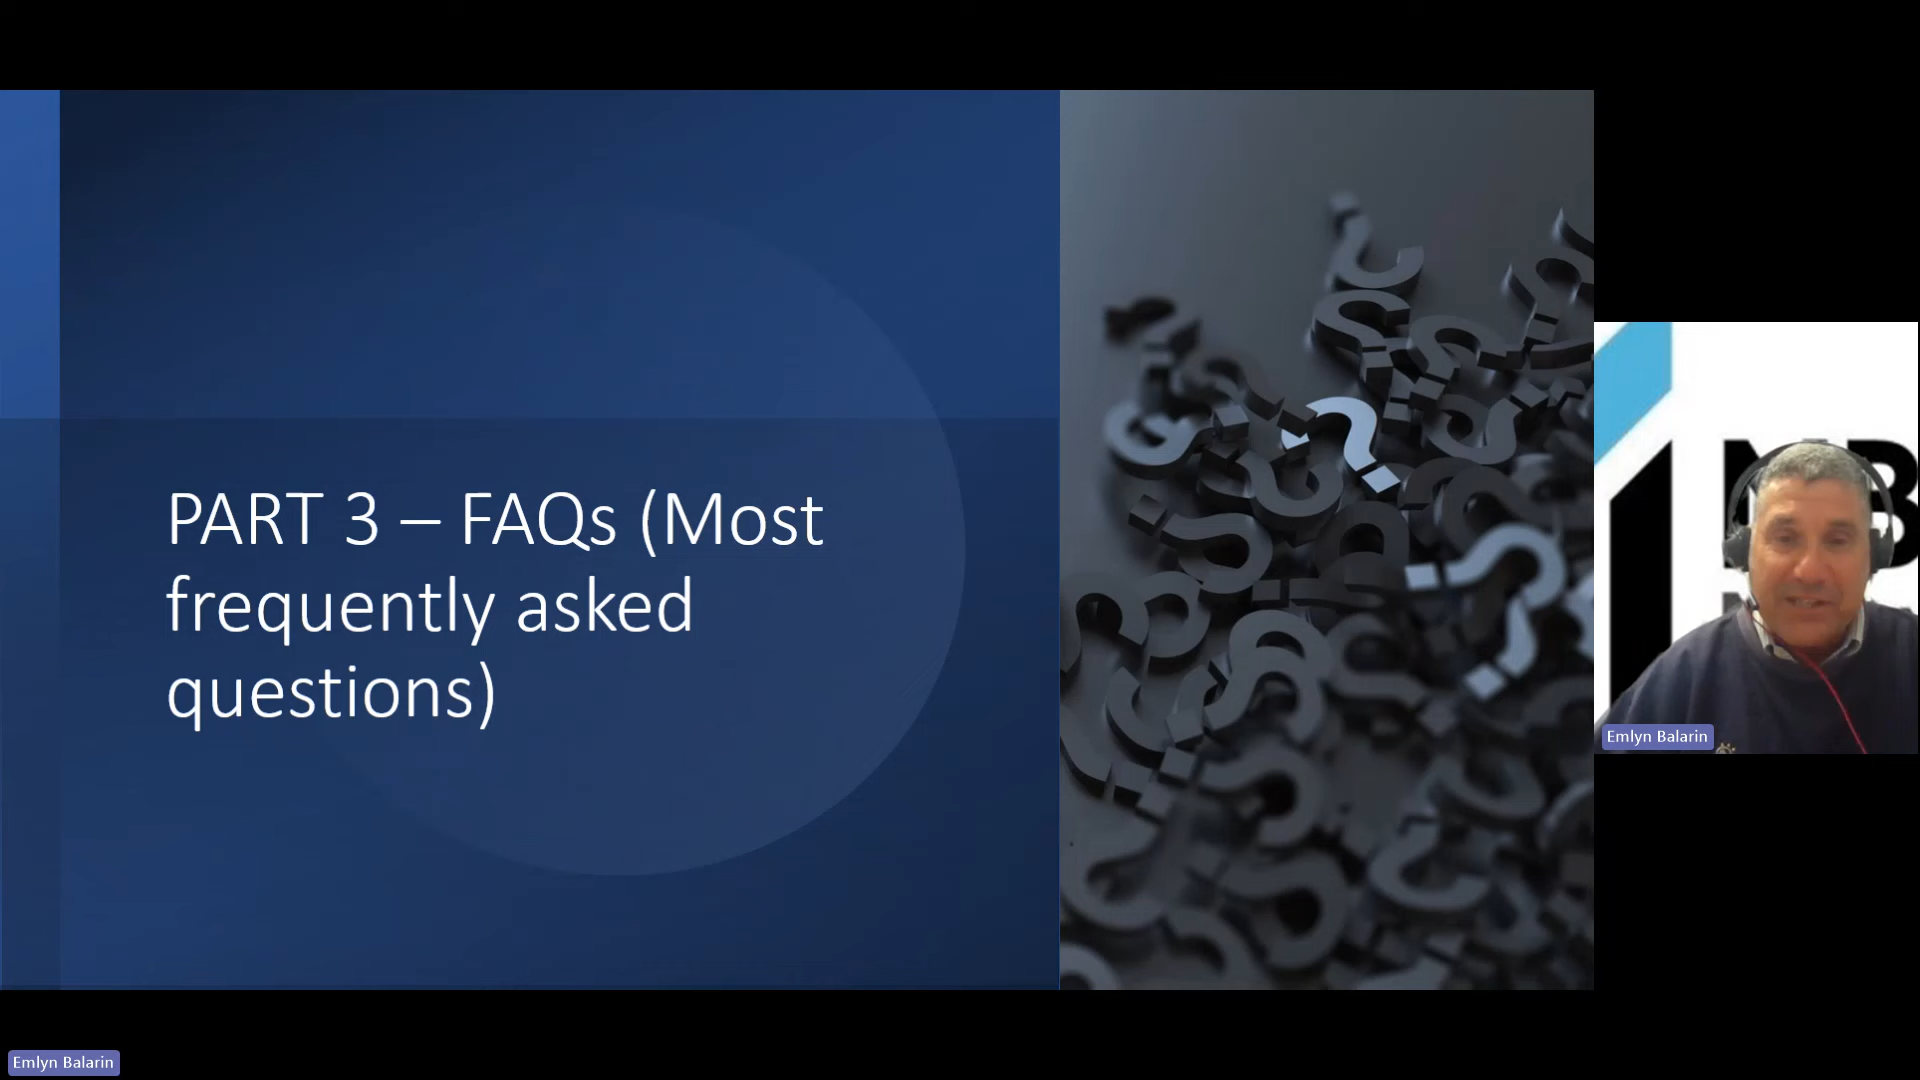 PART 3 – FAQs (Most
frequently asked
questions)
Emlyn Balarin
Emlyn Balarin